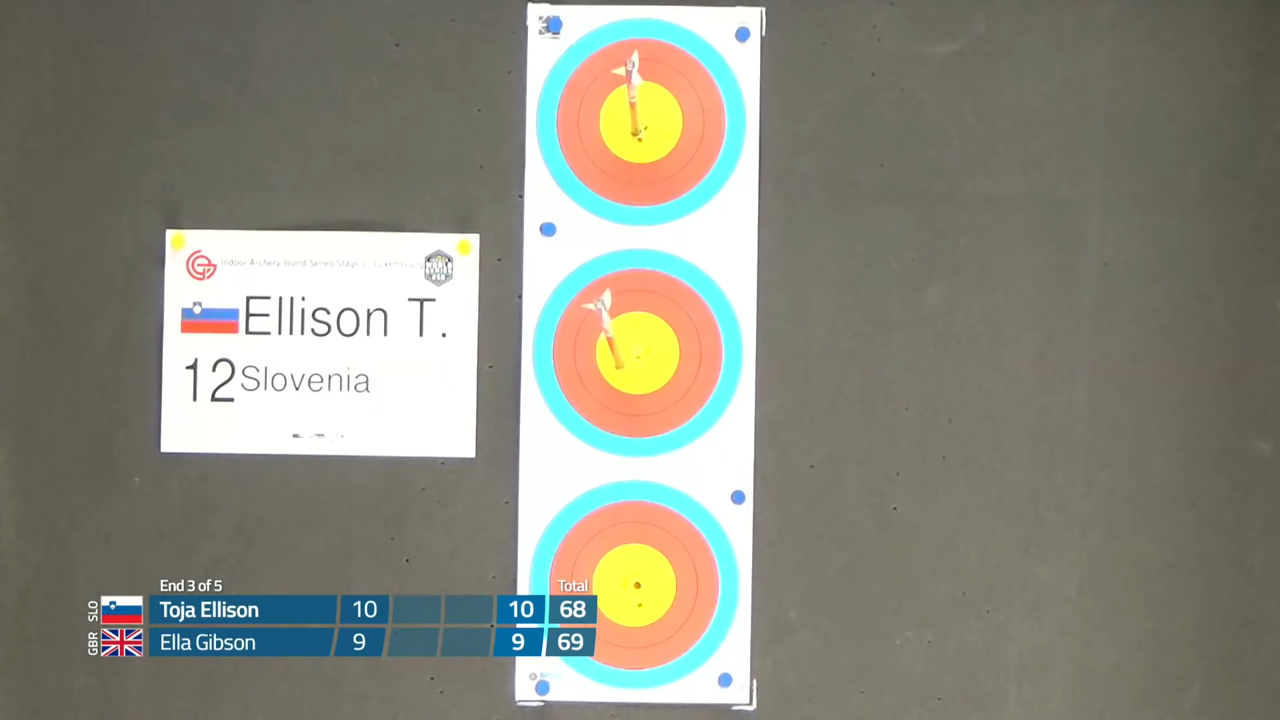 Indoor Archery World Series Stage 2, Luxembourg
Ellison T.
12 Slovenia
End 3 of 5 Total
SLO Toja Ellison 10 10 68
GBR Ella Gibson 9 9 69